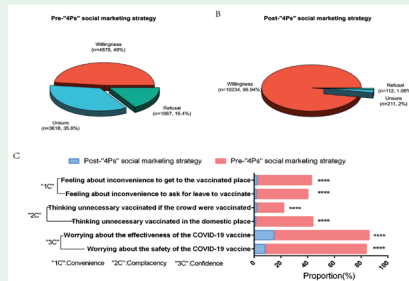 Pre-"4Ps" social marketing strategy
Willingness
(n=4878, 48%)
Refusal
(n=1667, 16.4%)
Unsure
(n=3618, 35.6%)
B
Post-"4Ps" social marketing strategy
Willingness
(n=10234, 96.94%)
Refusal
(n=112, 1.06%)
Unsure
(n=211, 2%)
C
Post-"4Ps" social marketing strategy
Pre-"4Ps" social marketing strategy
"1C"
Feeling about inconvenience to get to the vaccinated place
****
Feeling about inconvenience to ask for leave to vaccinate
****
"2C"
Thinking unnecessary vaccinated if the crowd were vaccinated
****
Thinking unnecessary vaccinated in the domestic place
****
"3C"
Worrying about the effectiveness of the COVID-19 vaccine
****
Worrying about the safety of the COVID-19 vaccine
****
"1C":Convenience "2C":Complacency "3C":Confidence
0 20 40 60 80 100
Proportion(%)